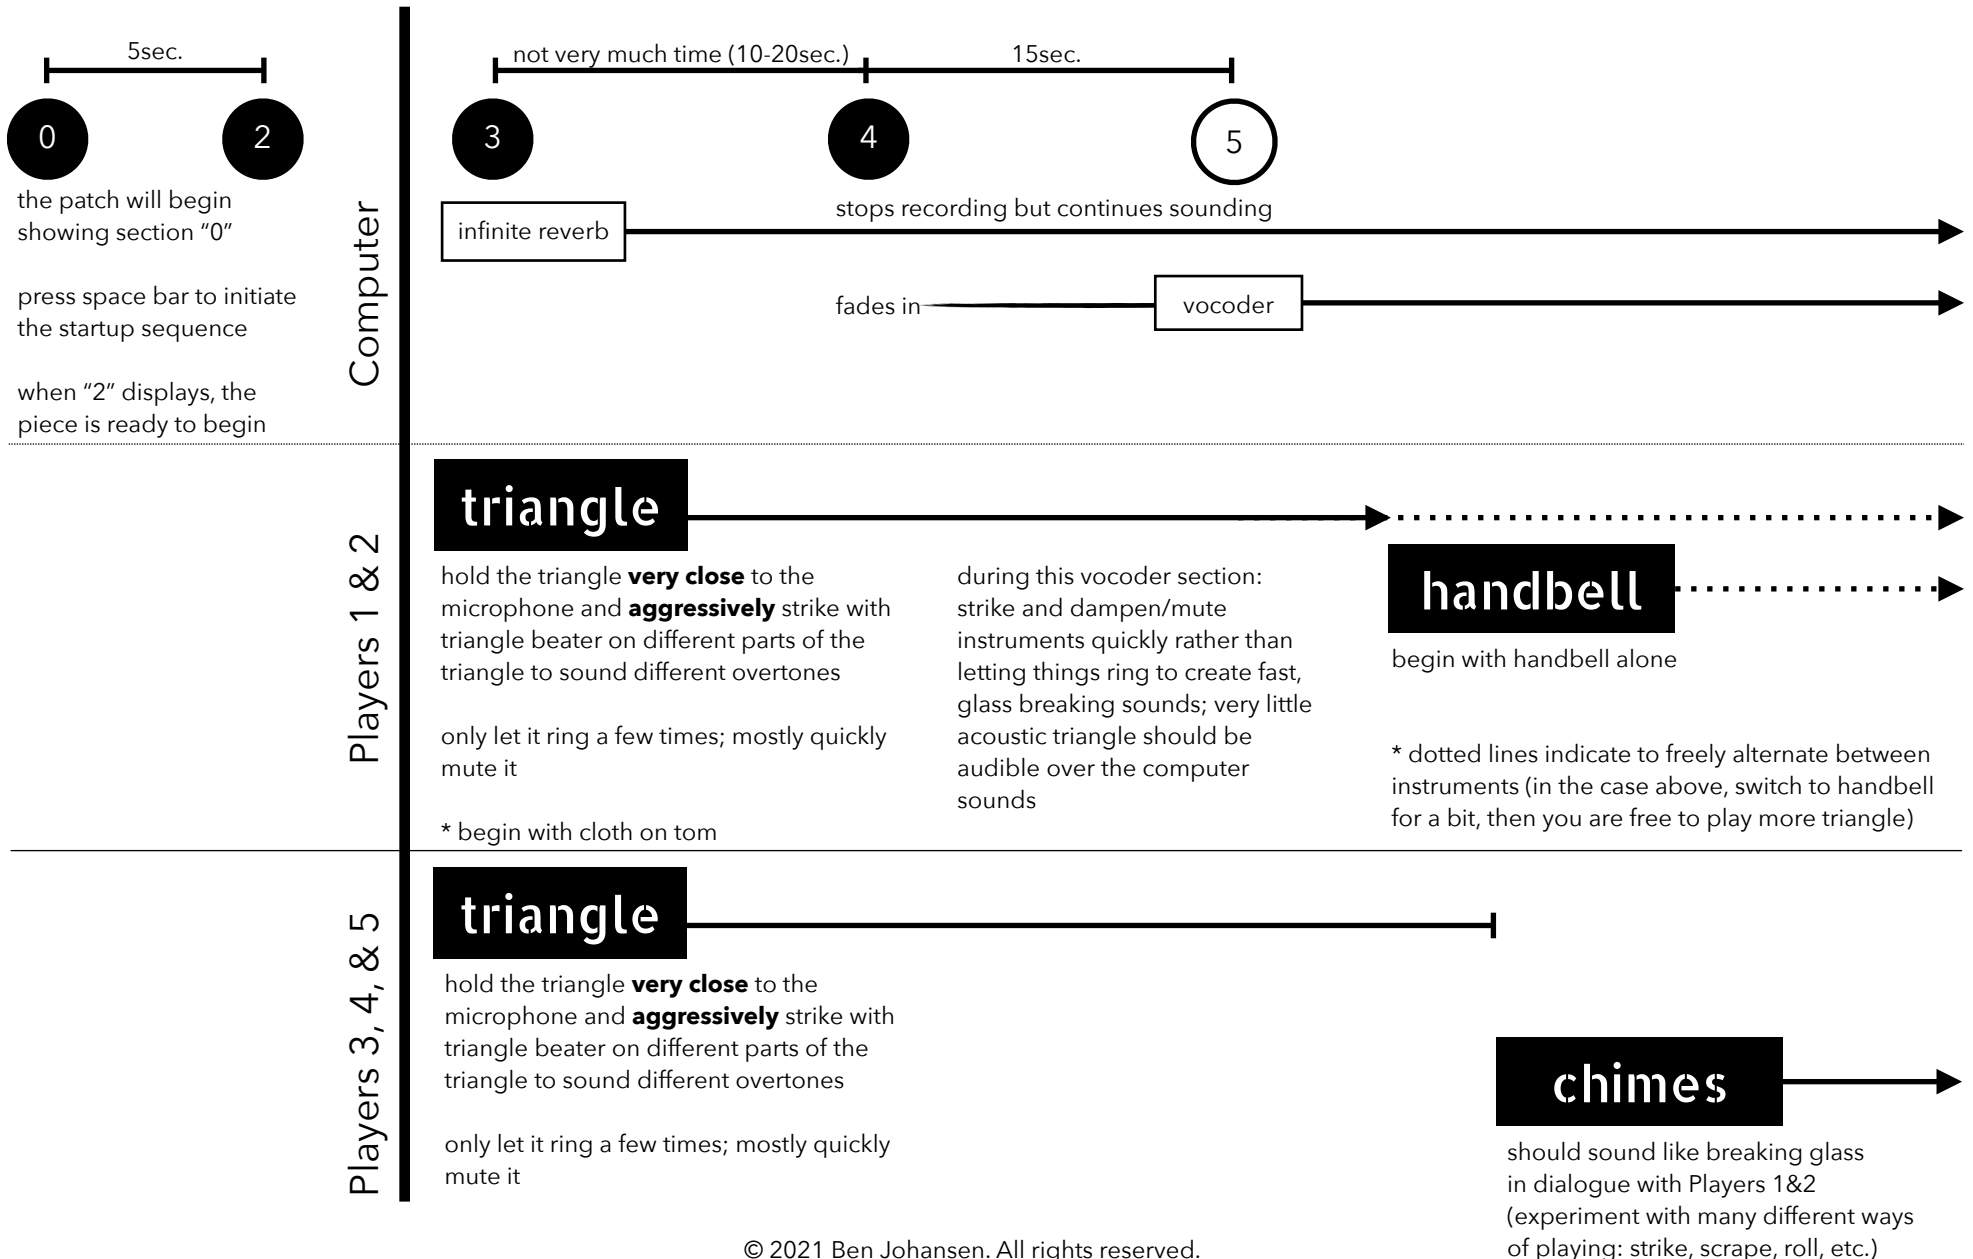 5sec.
not very much time (10-20sec.)
15sec.
0
2
3
4
5
the patch will begin
showing section “0”
press space bar to initiate
the startup sequence
when “2” displays, the
piece is ready to begin
Computer
infinite reverb
stops recording but continues sounding
fades in
vocoder
Players 1 & 2
triangle
hold the triangle very close to the
microphone and aggressively strike with
triangle beater on different parts of the
triangle to sound different overtones
only let it ring a few times; mostly quickly
mute it
* begin with cloth on tom
during this vocoder section:
strike and dampen/mute
instruments quickly rather than
letting things ring to create fast,
glass breaking sounds; very little
acoustic triangle should be
audible over the computer
sounds
handbell
begin with handbell alone
* dotted lines indicate to freely alternate between
instruments (in the case above, switch to handbell
for a bit, then you are free to play more triangle)
Players 3, 4, & 5
triangle
hold the triangle very close to the
microphone and aggressively strike with
triangle beater on different parts of the
triangle to sound different overtones
only let it ring a few times; mostly quickly
mute it
chimes
should sound like breaking glass
in dialogue with Players 1&2
(experiment with many different ways
of playing: strike, scrape, roll, etc.)
© 2021 Ben Johansen. All rights reserved.